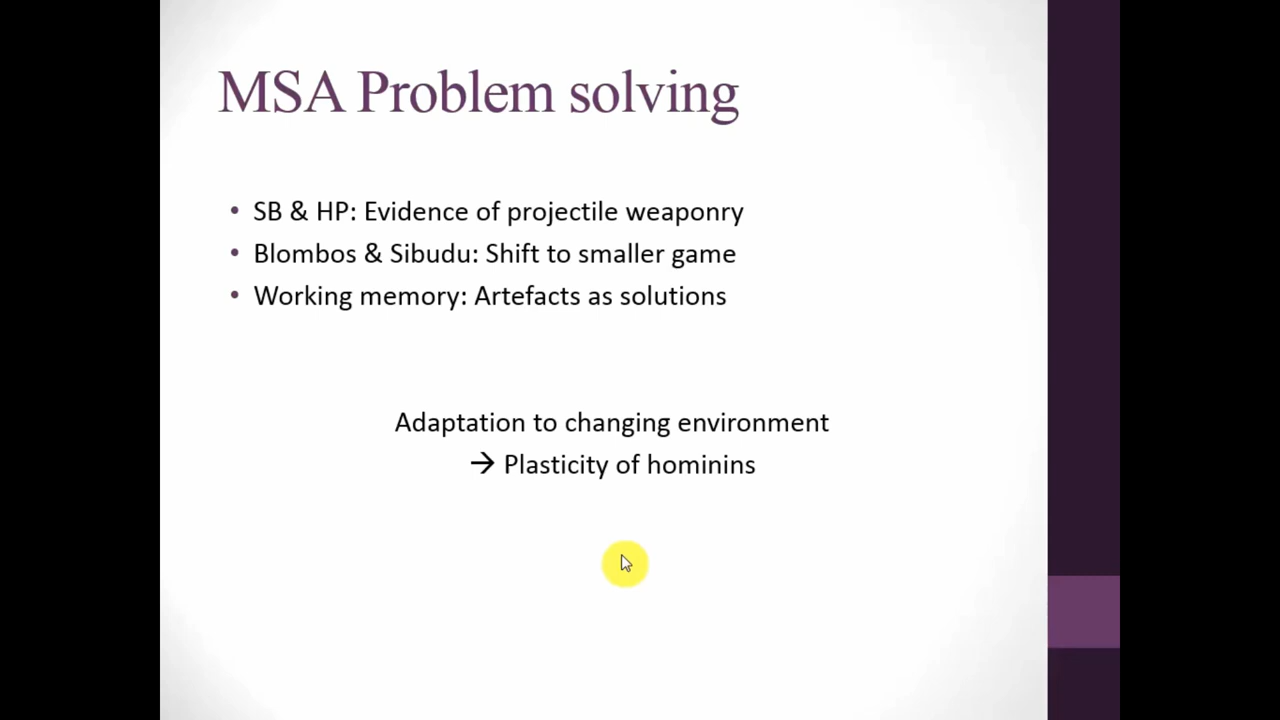 MSA Problem solving
• SB & HP: Evidence of projectile weaponry
• Blombos & Sibudu: Shift to smaller game
• Working memory: Artefacts as solutions
Adaptation to changing environment
→ Plasticity of hominins